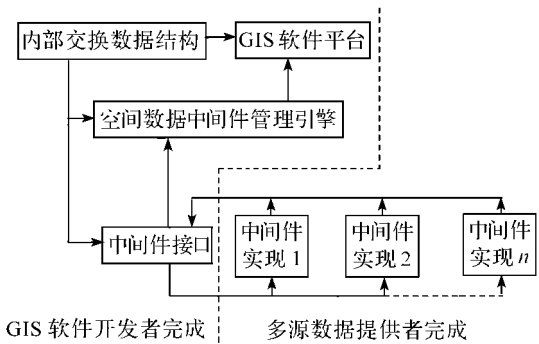 内部交换数据结构
GIS 软件平台
空间数据中间件管理引擎
中间件接口
中间件
实现 1
中间件
实现 2
中间件
实现 n
GIS 软件开发者完成
多源数据提供者完成